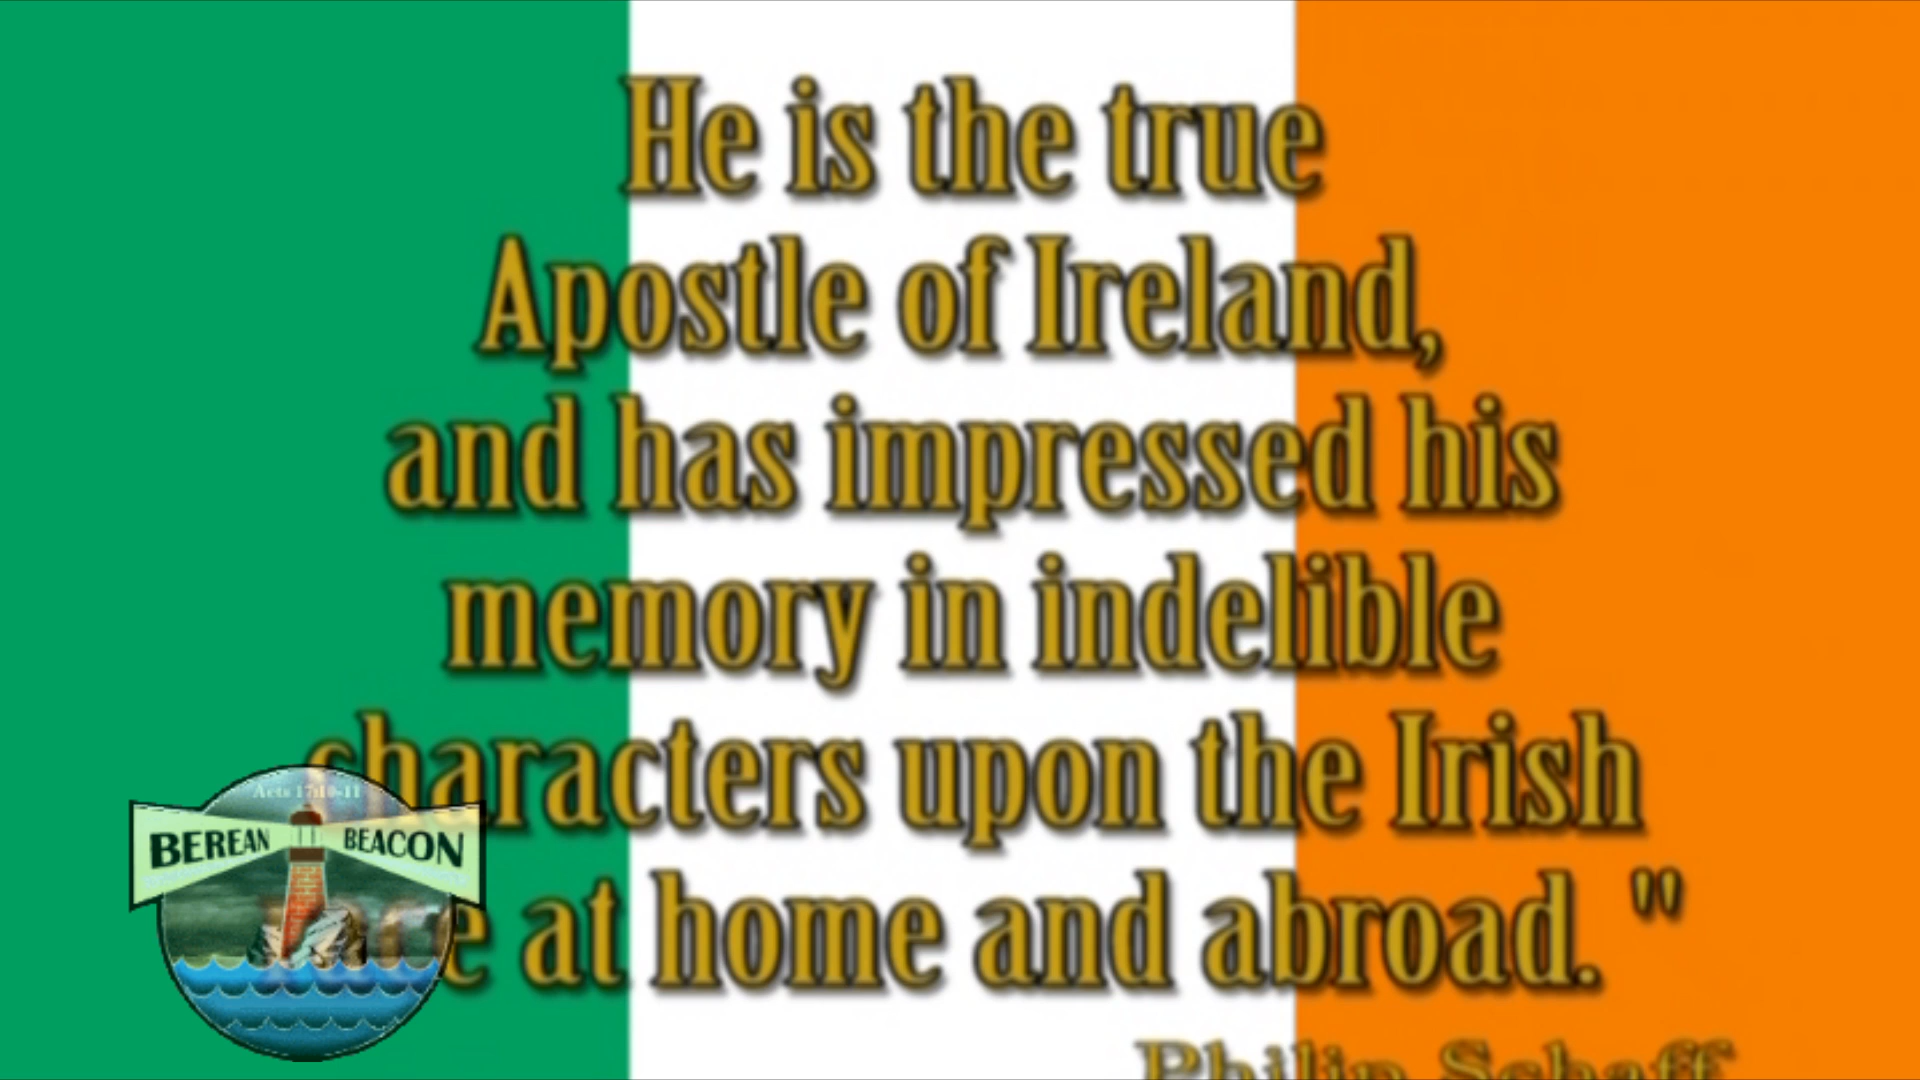 He is the true
Apostle of Ireland,
and has impressed his
memory in indelible
characters upon the Irish
at home and abroad. "
Philip Schaff
Acts 17:10-11
BEREAN BEACON